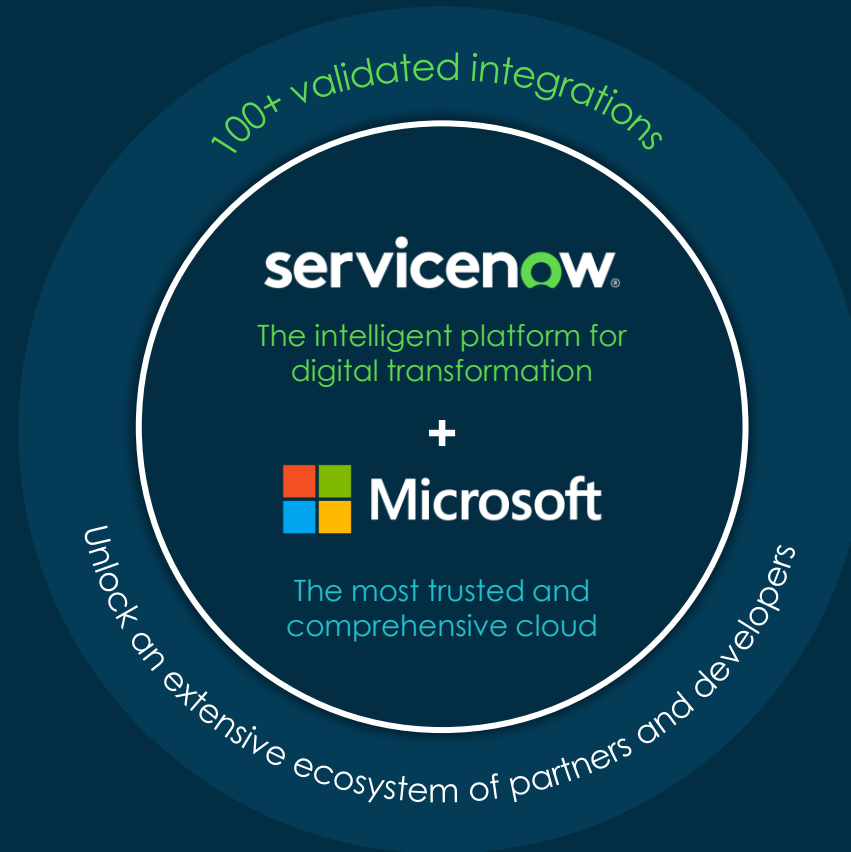 100+ validated integrations
servicenow®
The intelligent platform for
digital transformation
+
Microsoft
The most trusted and
comprehensive cloud
Unlock an extensive ecosystem of partners and developers